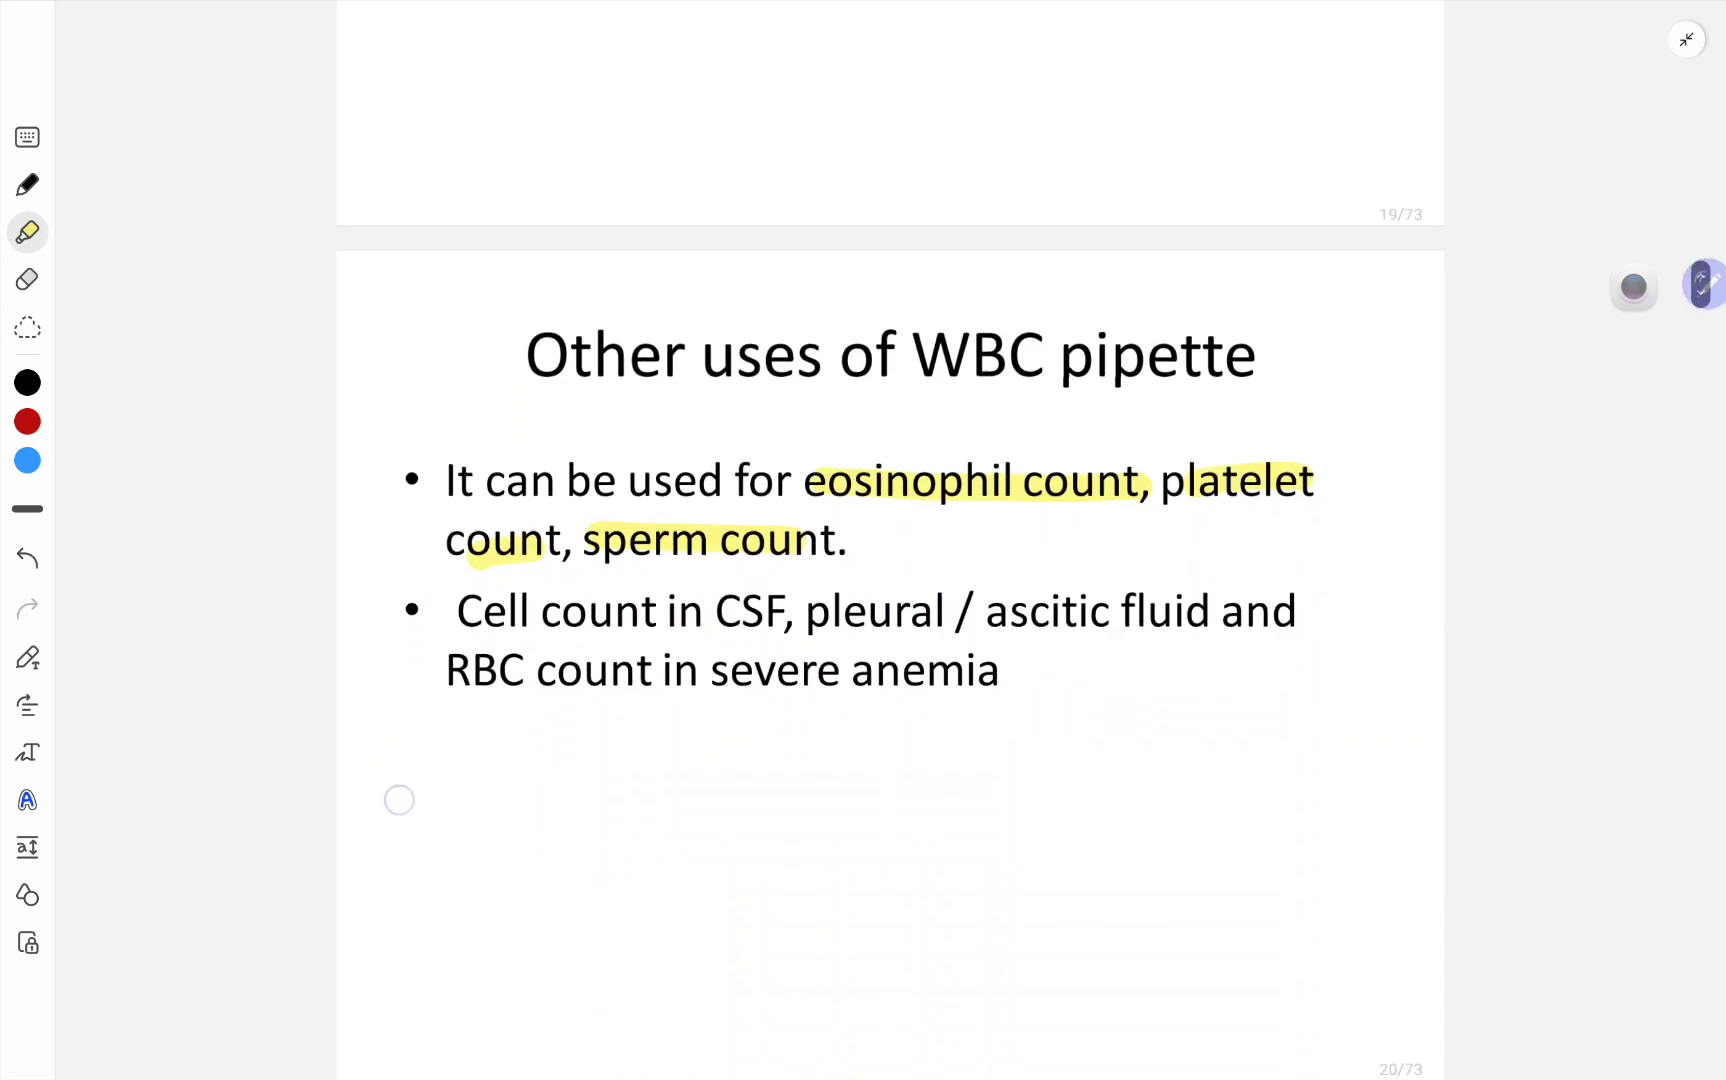 19/73
Other uses of WBC pipette
• It can be used for eosinophil count, platelet
count, sperm count.
• Cell count in CSF, pleural / ascitic fluid and
RBC count in severe anemia
20/73